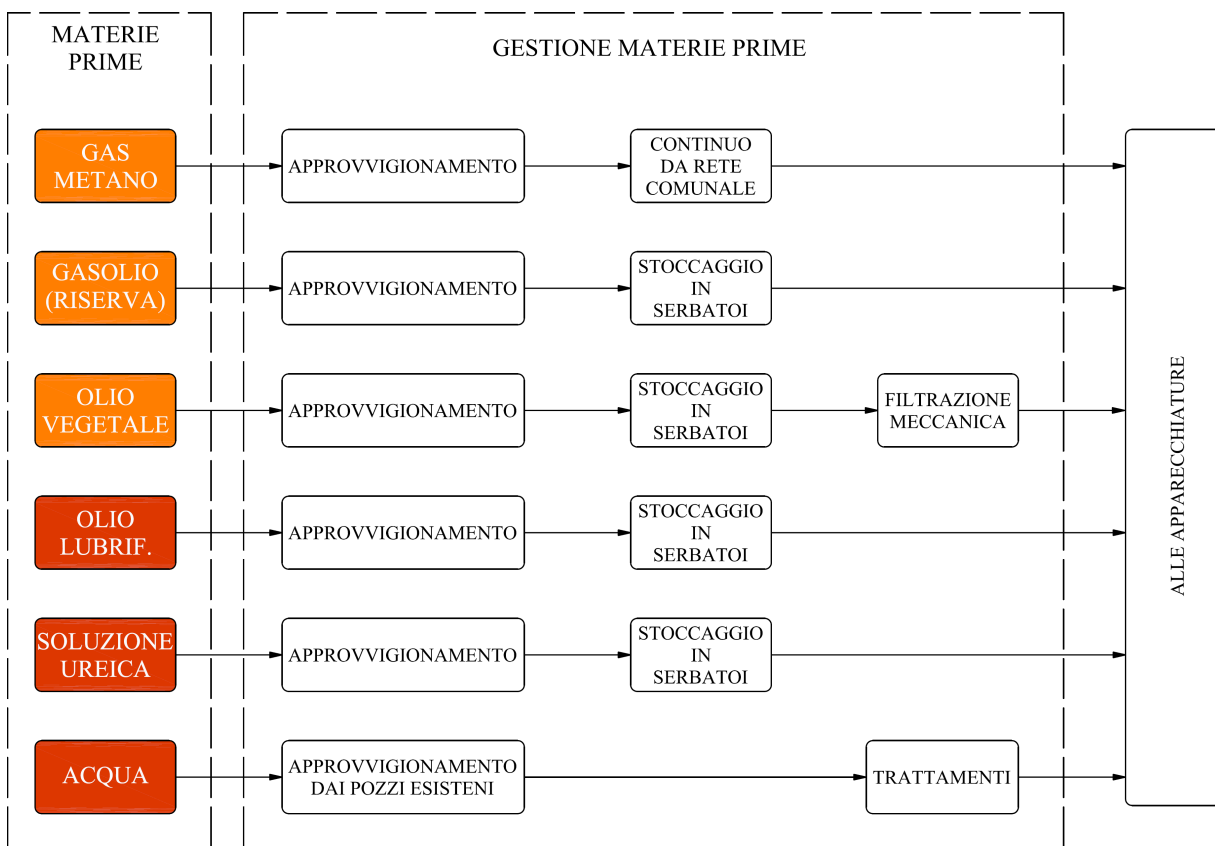 MATERIE
PRIME
GESTIONE MATERIE PRIME
GAS
METANO
APPROVVIGIONAMENTO
CONTINUO
DA RETE
COMUNALE
GASOLIO
(RISERVA)
APPROVVIGIONAMENTO
STOCCAGGIO
IN
SERBATOI
OLIO
VEGETALE
APPROVVIGIONAMENTO
STOCCAGGIO
IN
SERBATOI
FILTRAZIONE
MECCANICA
OLIO
LUBRIF.
APPROVVIGIONAMENTO
STOCCAGGIO
IN
SERBATOI
SOLUZIONE
UREICA
APPROVVIGIONAMENTO
STOCCAGGIO
IN
SERBATOI
ACQUA
APPROVVIGIONAMENTO
DAI POZZI ESISTENI
TRATTAMENTI
ALLE APPARECCHIATURE